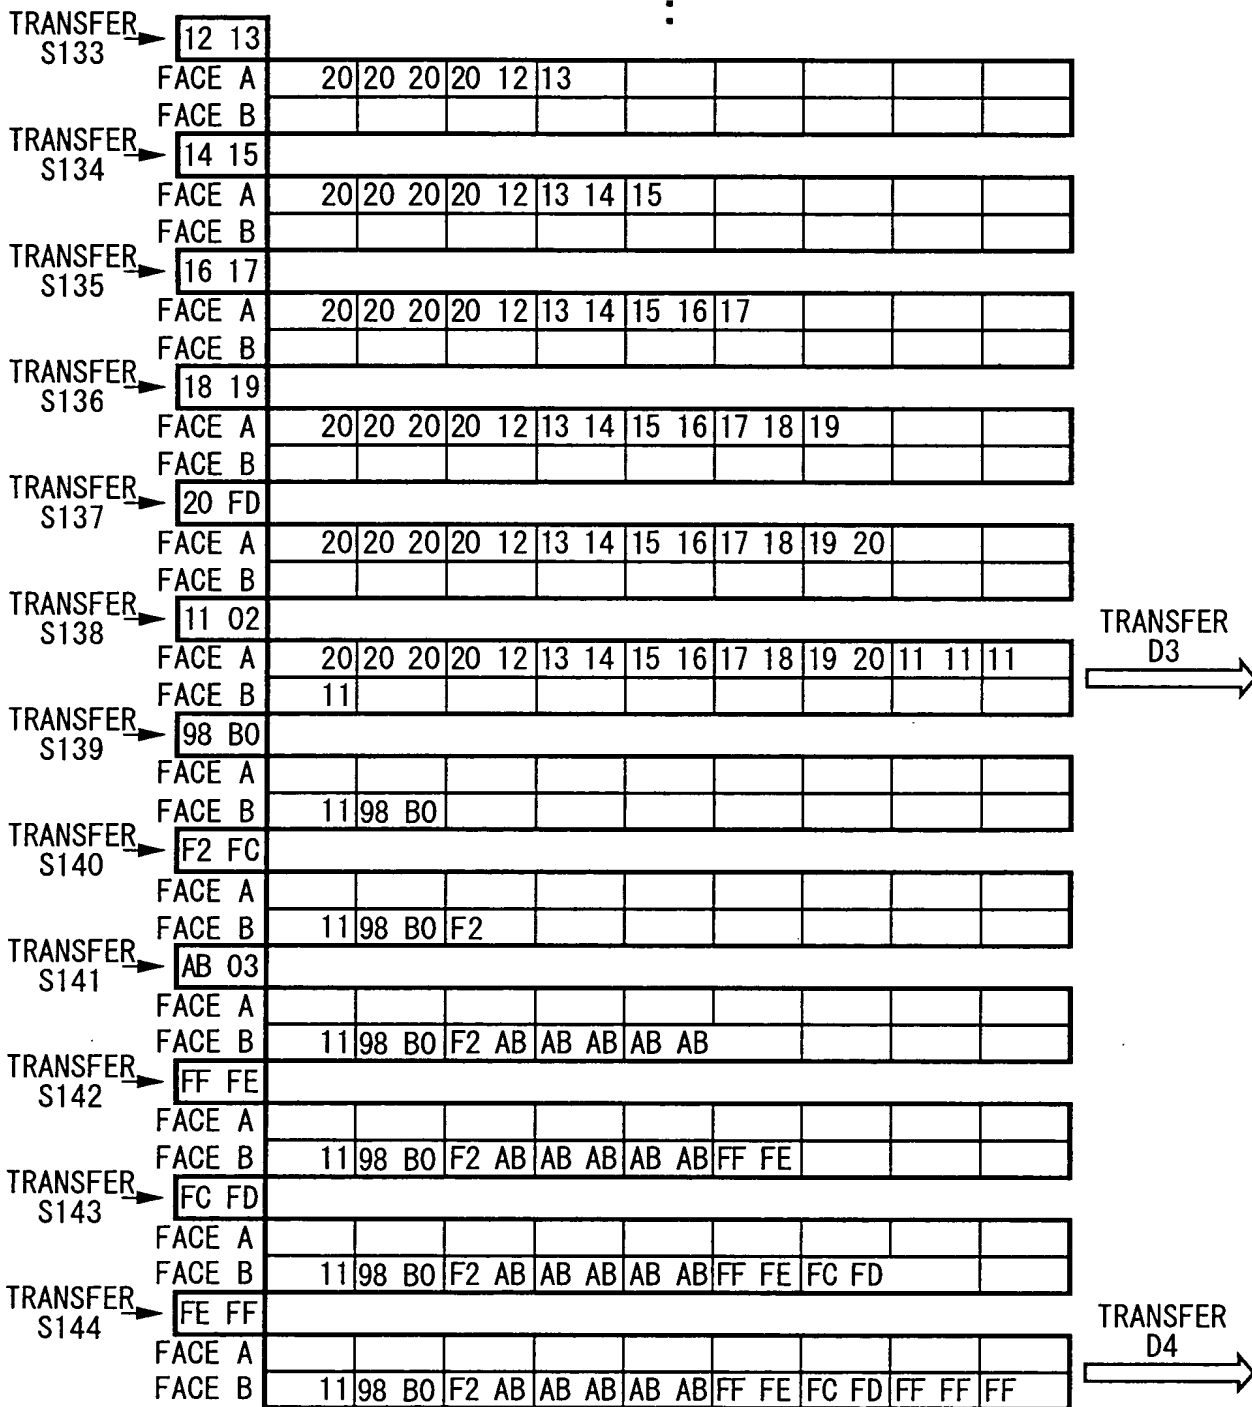 TRANSFER S133 12 13
FACE A 20 20 20 20 12 13
FACE B
TRANSFER S134 14 15
FACE A 20 20 20 20 12 13 14 15
FACE B
TRANSFER S135 16 17
FACE A 20 20 20 20 12 13 14 15 16 17
FACE B
TRANSFER S136 18 19
FACE A 20 20 20 20 12 13 14 15 16 17 18 19
FACE B
TRANSFER S137 20 FD
FACE A 20 20 20 20 12 13 14 15 16 17 18 19 20
FACE B
TRANSFER S138 11 02
FACE A 20 20 20 20 12 13 14 15 16 17 18 19 20 11 11 11
TRANSFER D3
FACE B 11
TRANSFER S139 98 B0
FACE A
FACE B 11 98 B0
TRANSFER S140 F2 FC
FACE A
FACE B 11 98 B0 F2
TRANSFER S141 AB 03
FACE A
FACE B 11 98 B0 F2 AB AB AB AB AB
TRANSFER S142 FF FE
FACE A
FACE B 11 98 B0 F2 AB AB AB AB AB FF FE
TRANSFER S143 FC FD
FACE A
FACE B 11 98 B0 F2 AB AB AB AB AB FF FE FC FD
TRANSFER S144 FE FF
FACE A
TRANSFER D4
FACE B 11 98 B0 F2 AB AB AB AB AB FF FE FC FD FF FF FF